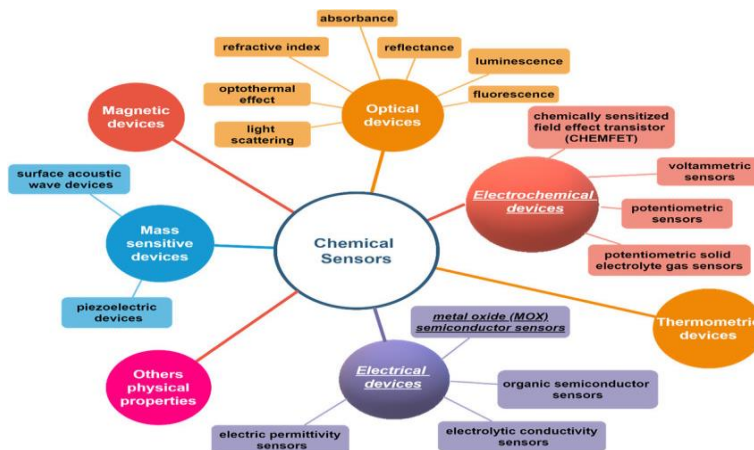 absorbance
refractive index
reflectance
luminescence
optothermal
effect
fluorescence
Optical
devices
light
scattering
Magnetic
devices
chemically sensitized
field effect transistor
(CHEMFET)
surface acoustic
wave devices
voltammetric
sensors
Electrochemical
devices
potentiometric
sensors
Mass
sensitive
devices
Chemical
Sensors
potentiometric solid
electrolyte gas sensors
piezoelectric
devices
metal oxide (MOX)
semiconductor sensors
Thermometric
devices
Others
physical
properties
Electrical
devices
organic semiconductor
sensors
electric permittivity
sensors
electrolytic conductivity
sensors